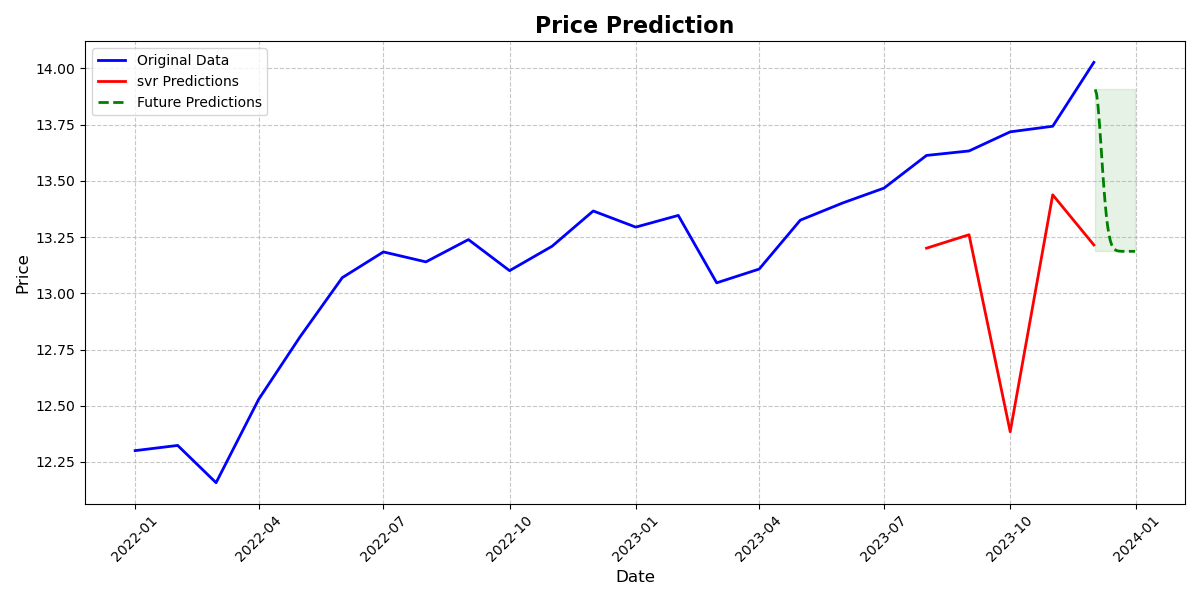 Price Prediction
Original Data
svr Predictions
Future Predictions
14.00
13.75
13.50
13.25
13.00
12.75
12.50
12.25
Price
2022-01
2022-04
2022-07
2022-10
2023-01
2023-04
2023-07
2023-10
2024-01
Date